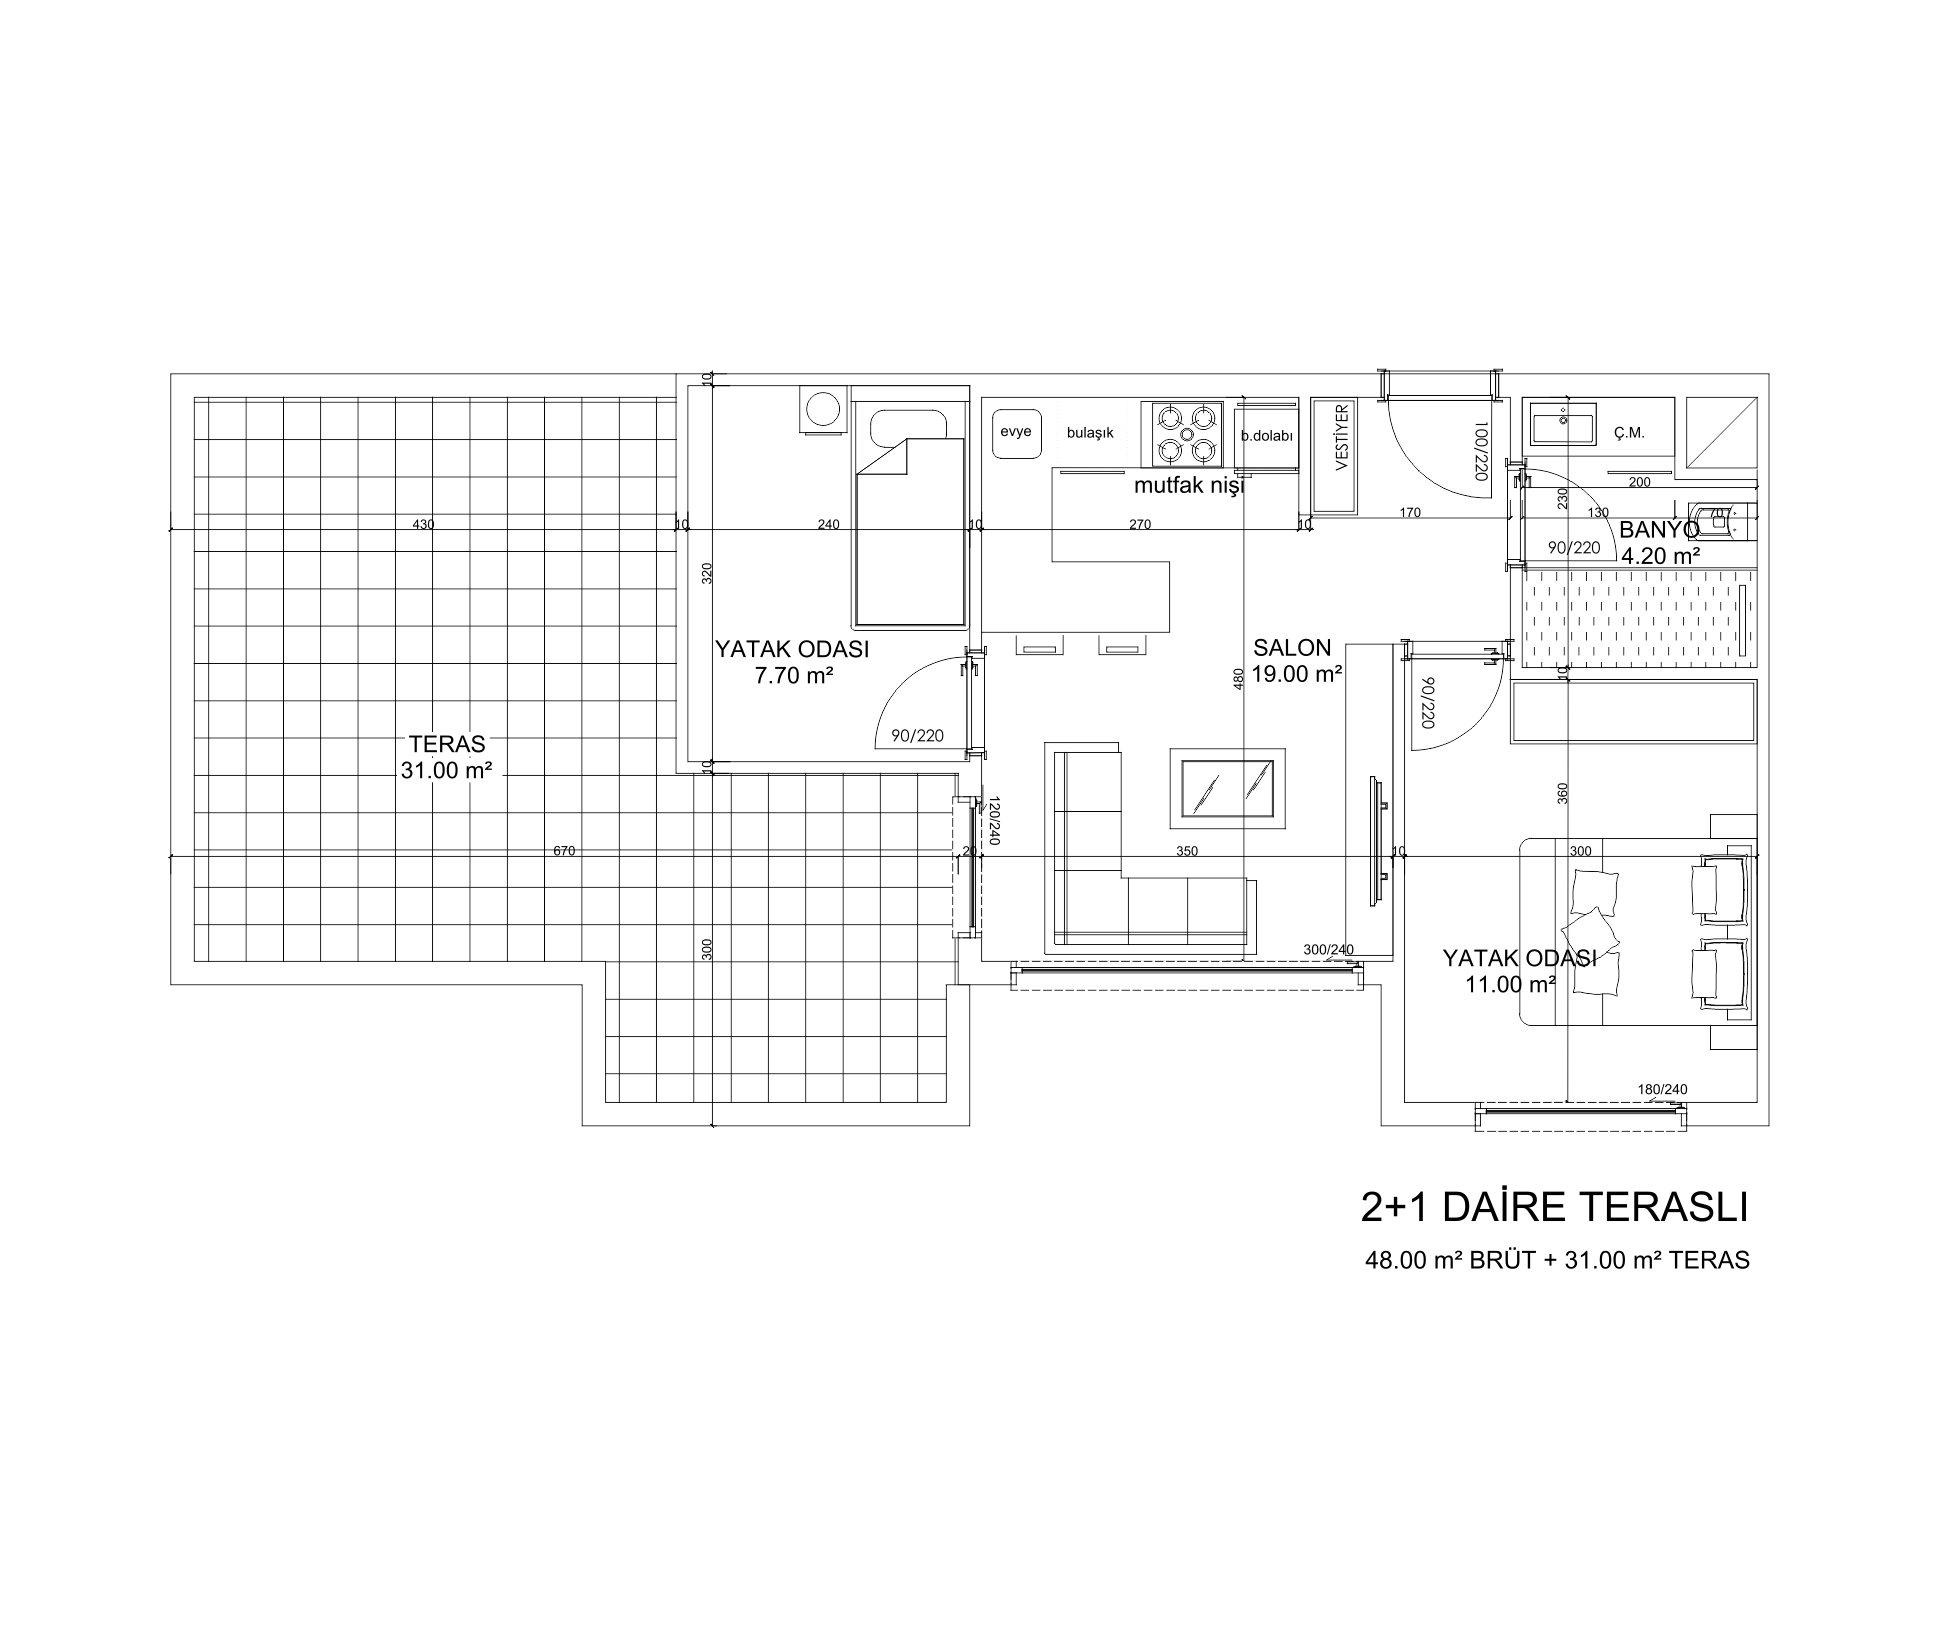 10
evye
bulaşık
b.dolabı
VESTİYER
100/220
Ç.M.
mutfak nişi
200
230
430
10
240
10
270
10
170
130
70
BANYO
4.20 m²
90/220
320
YATAK ODASI
7.70 m²
90/220
SALON
19.00 m²
480
10
90/220
TERAS
31.00 m²
10
120/240
360
670
20
350
10
300
300
300/240
YATAK ODASI
11.00 m²
180/240
2+1 DAİRE TERASLI
48.00 m² BRÜT + 31.00 m² TERAS